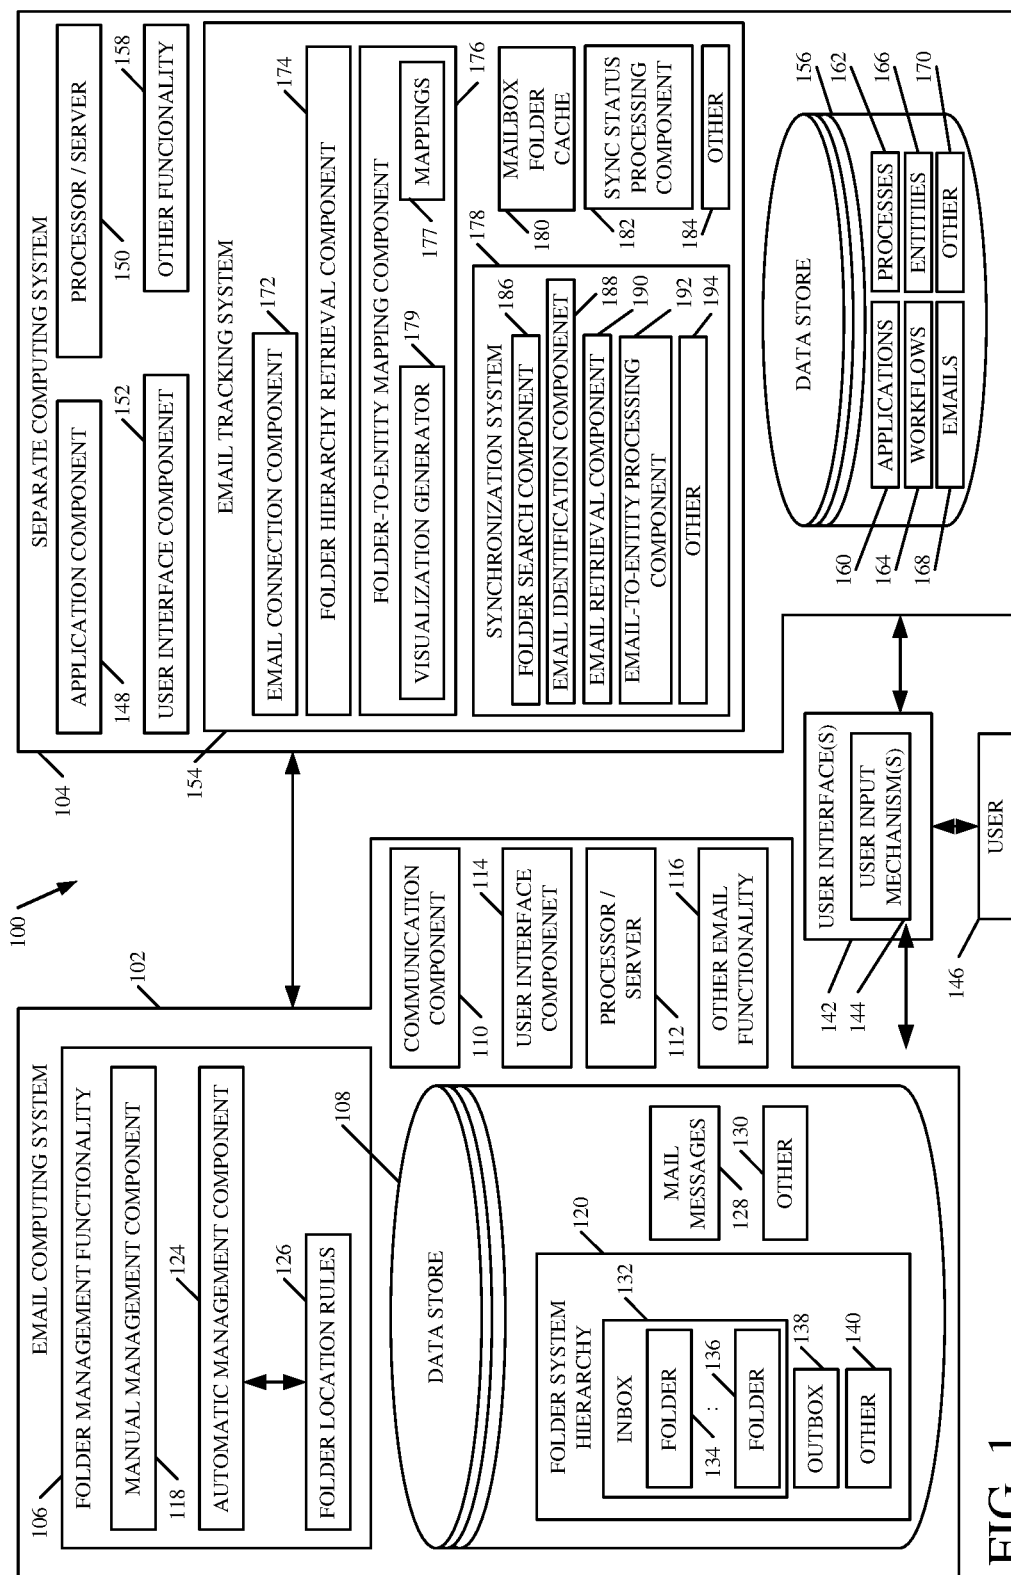 100
EMAIL COMPUTING SYSTEM
102
106
FOLDER MANAGEMENT FUNCTIONALITY
MANUAL MANAGEMENT COMPONENT
118
124
AUTOMATIC MANAGEMENT COMPONENT
126
FOLDER LOCATION RULES
108
DATA STORE
COMMUNICATION
COMPONENT
110
114
USER INTERFACE
COMPONENET
PROCESSOR /
SERVER
112
116
OTHER EMAIL
FUNCTIONALITY
120
FOLDER SYSTEM
HIERARCHY
132
INBOX
FOLDER
134
:
136
FOLDER
138
OUTBOX
140
OTHER
MAIL
MESSAGES
128
130
OTHER
SEPARATE COMPUTING SYSTEM
104
APPLICATION COMPONENT
148
PROCESSOR / SERVER
150
152
USER INTERFACE COMPONENET
158
OTHER FUNCIONALITY
154
EMAIL TRACKING SYSTEM
172
EMAIL CONNECTION COMPONENT
174
FOLDER HIERARCHY RETRIEVAL COMPONENT
FOLDER-TO-ENTITY MAPPING COMPONENT
176
179
VISUALIZATION GENERATOR
177
MAPPINGS
178
SYNCHRONIZATION SYSTEM
186
FOLDER SEARCH COMPONENT
188
EMAIL IDENTIFICATION COMPONENET
190
EMAIL RETRIEVAL COMPONENT
192
EMAIL-TO-ENTITY PROCESSING
COMPONENT
194
OTHER
MAILBOX
FOLDER
CACHE
180
SYNC STATUS
PROCESSING
COMPONENT
182
OTHER
184
DATA STORE
156
160
APPLICATIONS
162
PROCESSES
164
WORKFLOWS
166
ENTITIIES
168
EMAILS
170
OTHER
USER INTERFACE(S)
142
USER INPUT
MECHANISM(S)
144
USER
146
FIG. 1